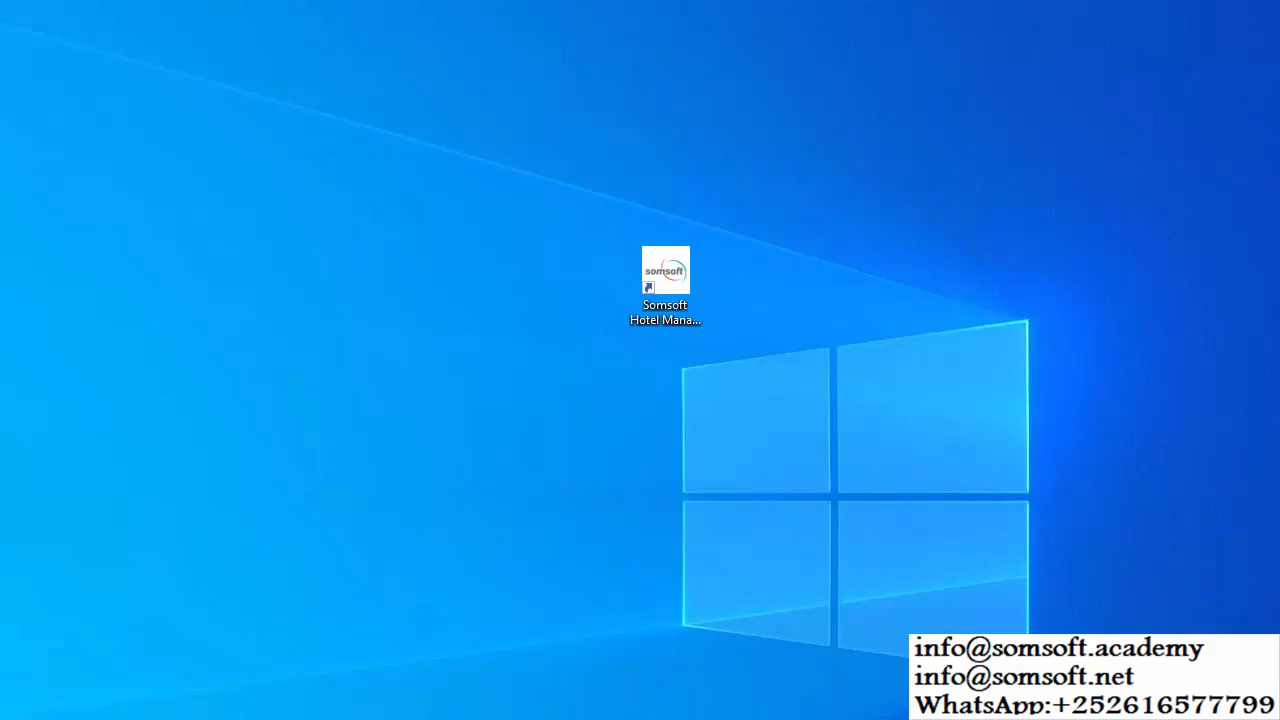 somsoft
Somsoft
Hotel Mana...
info@somsoft.academy
info@somsoft.net
WhatsApp:+252616577799